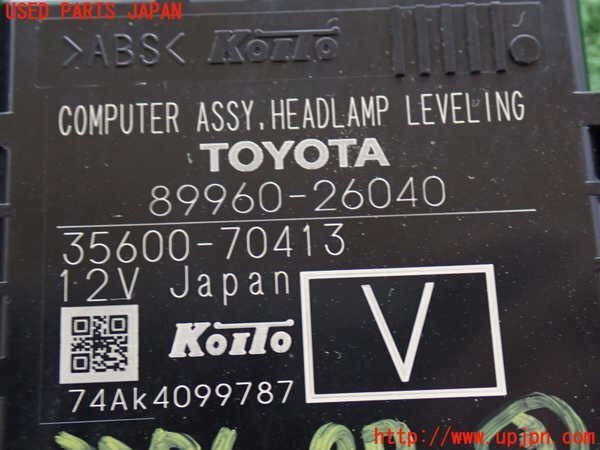 USED PARTS JAPAN
>ABS< KOITO
COMPUTER ASSY,HEADLAMP LEVELING
TOYOTA
89960-26040
35600-70413
12V Japan
KOITO
V
74Ak4099787
http://www.upjpn.com